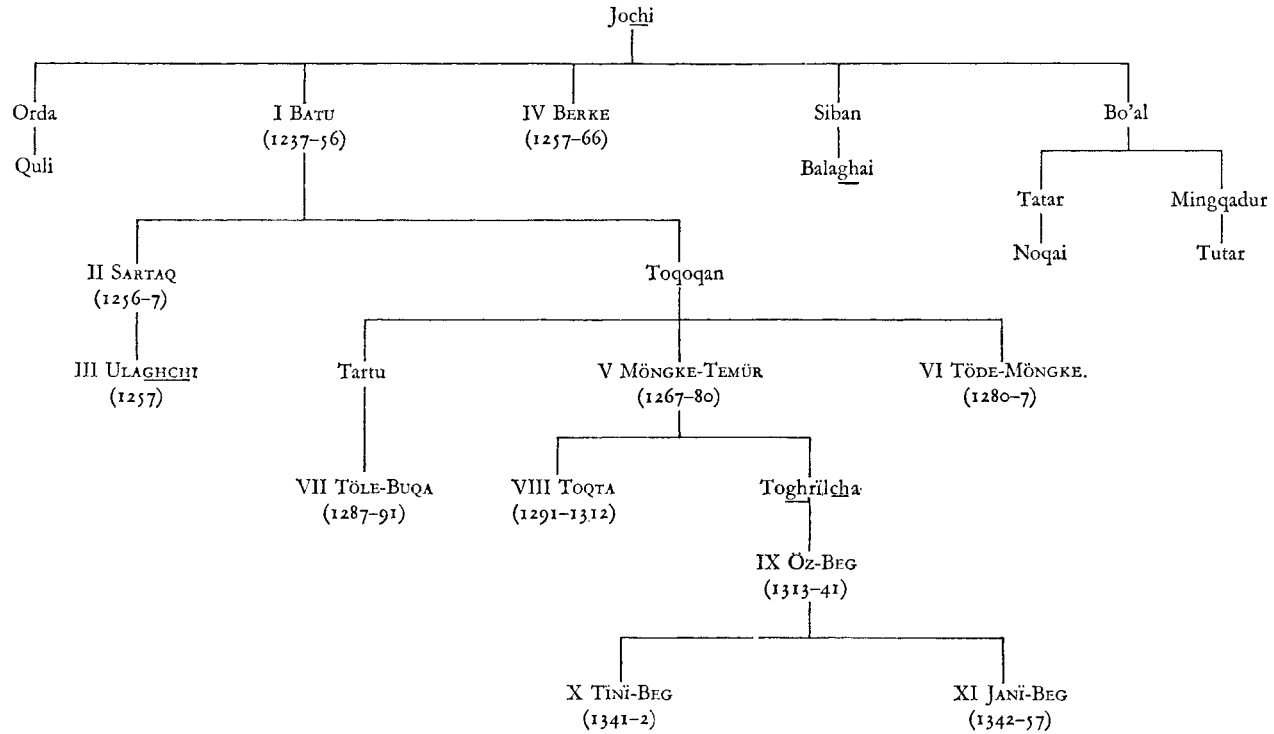 Jochi
Orda
I BATU
IV BERKE
Siban
Bo'al
(1237–56)
(1257–66)
Quli
Balaghai
Tatar
Mingqadur
Noqai
Tutar
II SARTAQ
Toqoqan
(1256–7)
III ULAGHCHÏ
Tartu
V MÖNGKE-TEMÜR
VI TÖDE-MÖNGKE.
(1257)
(1267–80)
(1280–7)
VII TÖLE-BUQA
VIII TOQTA
Toghrïlcha
(1287–91)
(1291–1312)
IX ÖZ-BEG
(1313–41)
X TÏNÏ-BEG
XI JANÏ-BEG
(1341–2)
(1342–57)